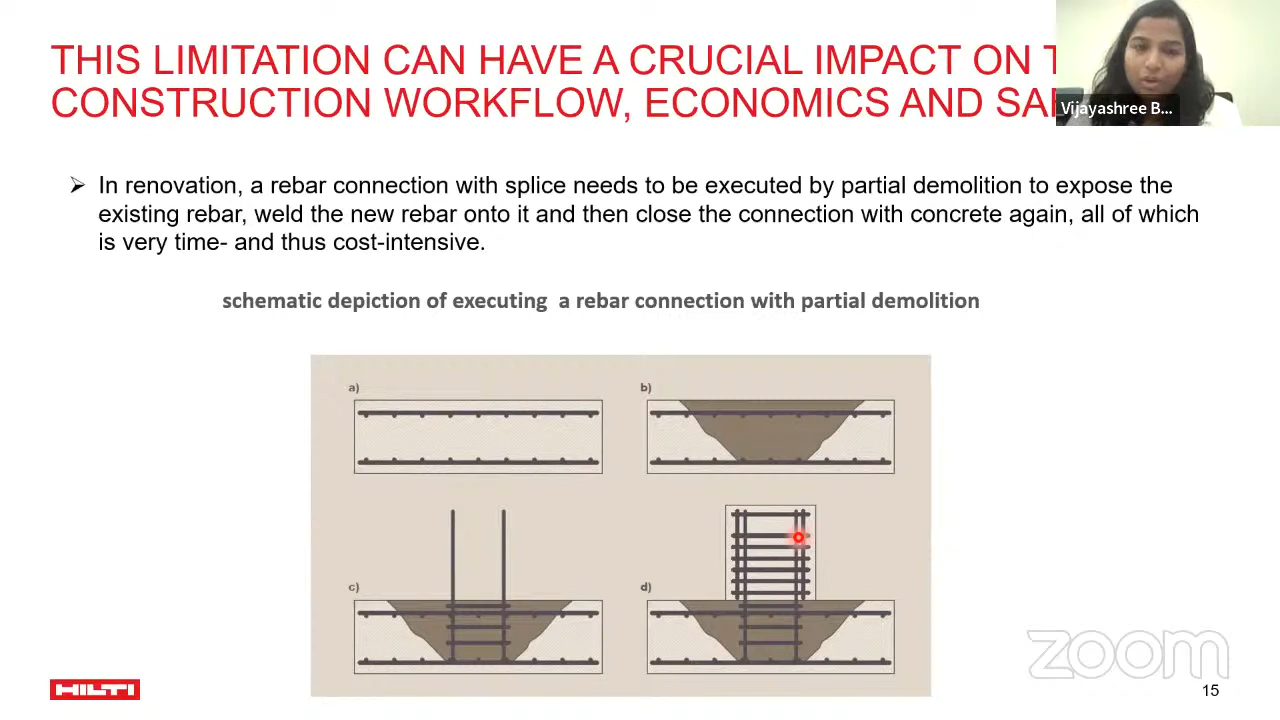 THIS LIMITATION CAN HAVE A CRUCIAL IMPACT ON
CONSTRUCTION WORKFLOW, ECONOMICS AND
Vijayashree B...
➢ In renovation, a rebar connection with splice needs to be executed by partial demolition to expose the
existing rebar, weld the new rebar onto it and then close the connection with concrete again, all of which
is very time- and thus cost-intensive.
schematic depiction of executing a rebar connection with partial demolition
a)
b)
c)
d)
zoom
HILTI
15